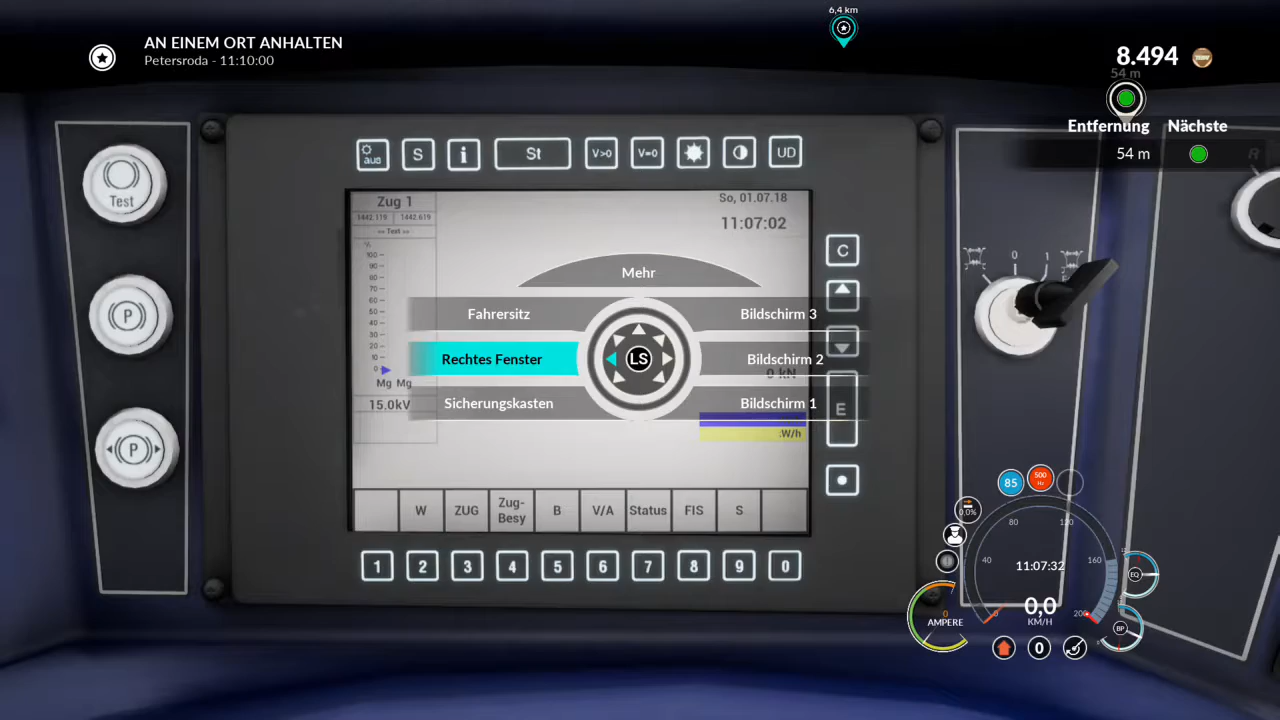 6,4 km
AN EINEM ORT ANHALTEN
Petersroda - 11:10:00
8.494
54 m
Entfernung Nächste
54 m
R
aus S i St V>0 V=0 UD
Test
Zug 1
1442.119 1442.619
>> Test >>
%
100
90
80
70
60
50
40
30
20
10
0
Mg Mg
15.0kV
So, 01.07.18
11:07:02
Mehr
Fahrersitz
Bildschirm 3
Rechtes Fenster
LS
Bildschirm 2
0 kN
Sicherungskasten
Bildschirm 1
:W/h
C
E
0 1
P
P
W ZUG Zug-Besy B V/A Status FIS S
1 2 3 4 5 6 7 8 9 0
85
500
Hz
0,0%
80 120
40 160
11:07:32
0 200
0,0
KM/H
0
AMPERE
EQ
BP
0